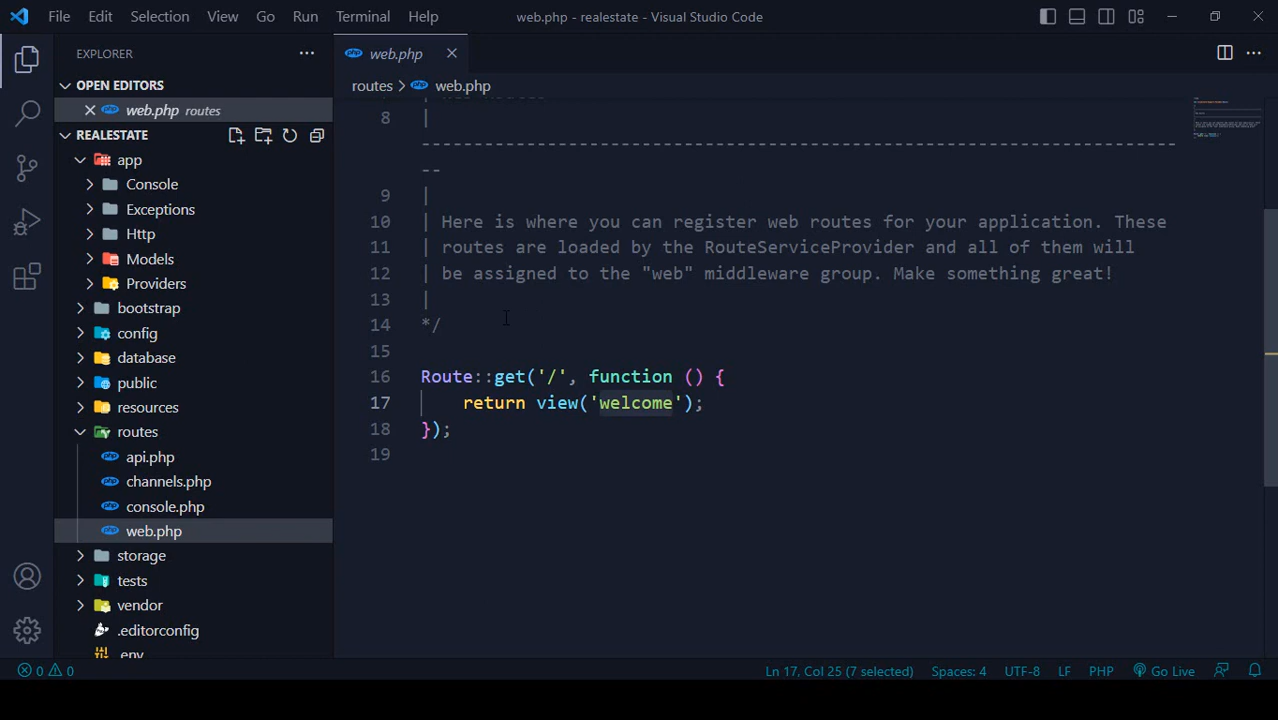 File Edit Selection View Go Run Terminal Help
web.php - realestate - Visual Studio Code
EXPLORER
OPEN EDITORS
web.php routes
REALESTATE
app
Console
Exceptions
Http
Models
Providers
bootstrap
config
database
public
resources
routes
api.php
channels.php
console.php
web.php
storage
tests
vendor
.editorconfig
.env
web.php
routes > web.php
8 |
-------------------------------------------------------------------------
--
9 |
10 | Here is where you can register web routes for your application. These
11 | routes are loaded by the RouteServiceProvider and all of them will
12 | be assigned to the "web" middleware group. Make something great!
13 |
14 */
15
16 Route::get('/', function () {
17 return view('welcome');
18 });
19
0 0
Ln 17, Col 25 (7 selected) Spaces: 4 UTF-8 LF PHP Go Live